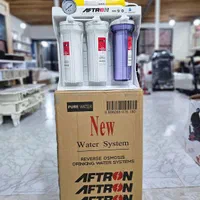 AFTRON
PURE WATER
New
Water System
REVERSE OSMOSIS
DRINKING WATER SYSTEMS
AFTRON
AFTRON
AFTRON